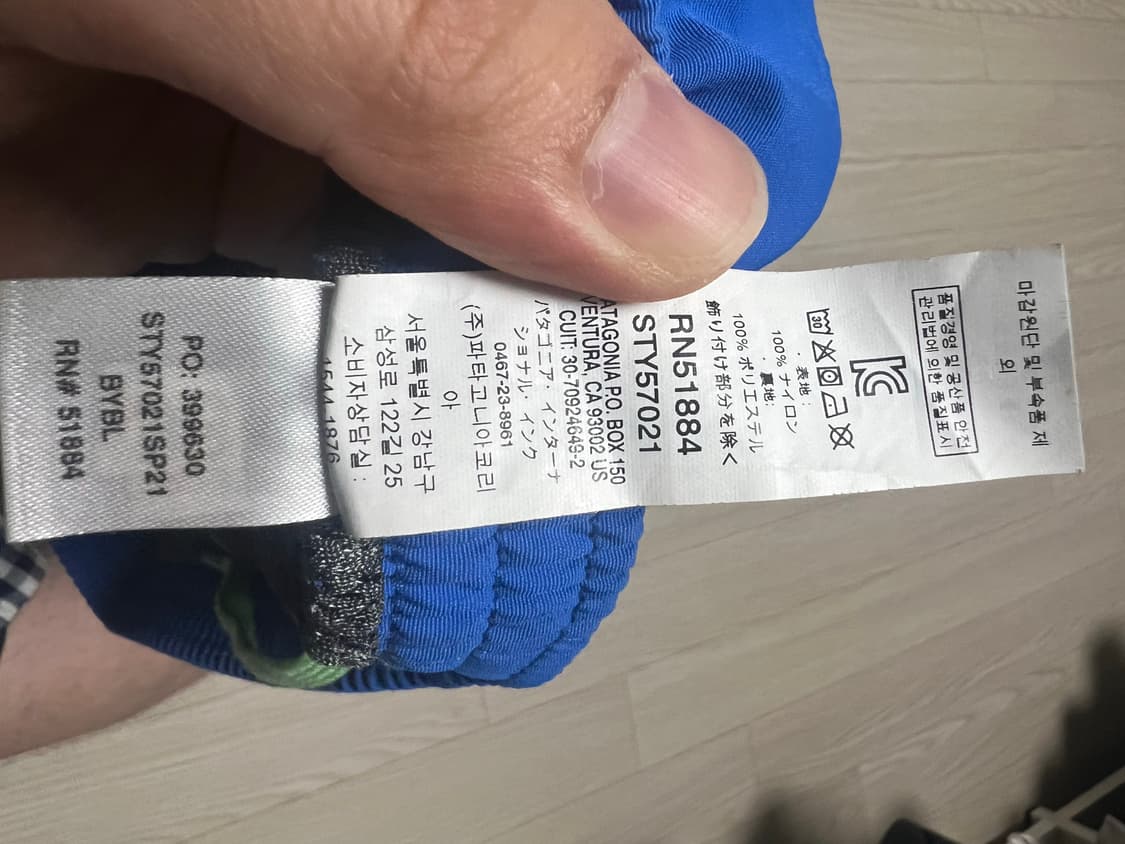 마감원단 및 부속품 제
외
품질경영 및 공산품 안전
관리법에 의한 품질표시
KC
30
・表地 :
100% ナイロン
・裏地:
100% ポリエステル
飾り付け部分を除く
RN51884
STY57021
ATAGONIA P.O. BOX 150
VENTURA, CA 93002 US
CUIT: 30-70924649-2
パタゴニア・インターナ
ショナル・インク
0467-23-8961
(주)파타고니아코리
아
서울특별시 강남구
삼성로 122길 25
소비자상담실 :
PO: 399630
STY57021SP21
BYBL
RN# 51884